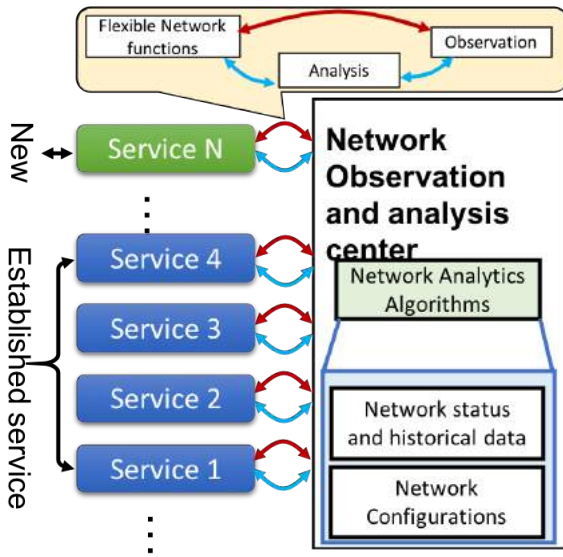 Flexible Network
functions
Observation
Analysis
New
Service N
Network
Observation
and analysis
center
Established service
Service 4
Service 3
Service 2
Service 1
Network Analytics
Algorithms
Network status
and historical data
Network
Configurations